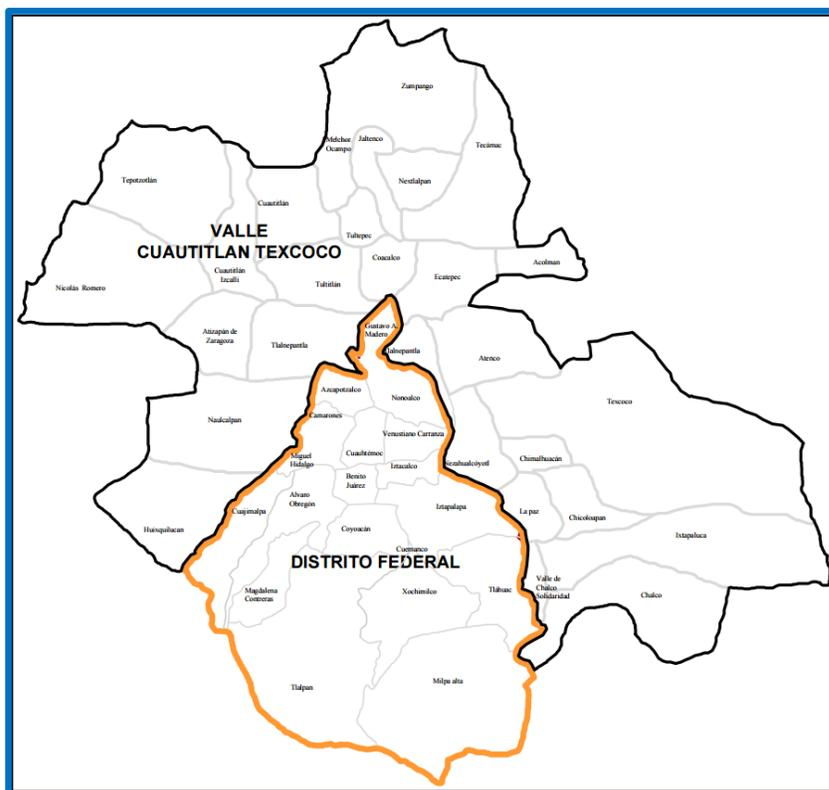 Zumpango
Melchor
Ocampo
Jaltenco
Tecámac
Tepotzotlán
Nextlalpan
Cuautitlán
VALLE
CUAUTITLAN TEXCOCO
Tultepec
Coacalco
Acolman
Ecatepec
Cuautitlán
Izcalli
Tultitlán
Nicolás Romero
Gustavo A.
Madero
Atizapán de
Zaragoza
Tlalnepantla
Tlalnepantla
Atenco
Azcapotzalco
Nonoalco
Texcoco
Naulcalpan
Camarones
Venustiano Carranza
Cuauhtémoc
Miguel
Hidalgo
Iztacalco
Nezahualcóyotl
Chimalhuacán
Benito
Juárez
Alvaro
Obregón
Cuajimalpa
Iztapalapa
La paz
Chicoloapan
Huixquilucan
Coyoacán
Ixtapaluca
Cuemanco
DISTRITO FEDERAL
Magdalena
Contreras
Xochimilco
Tláhuac
Valle de
Chalco
Solidaridad
Chalco
Tlalpan
Milpa alta